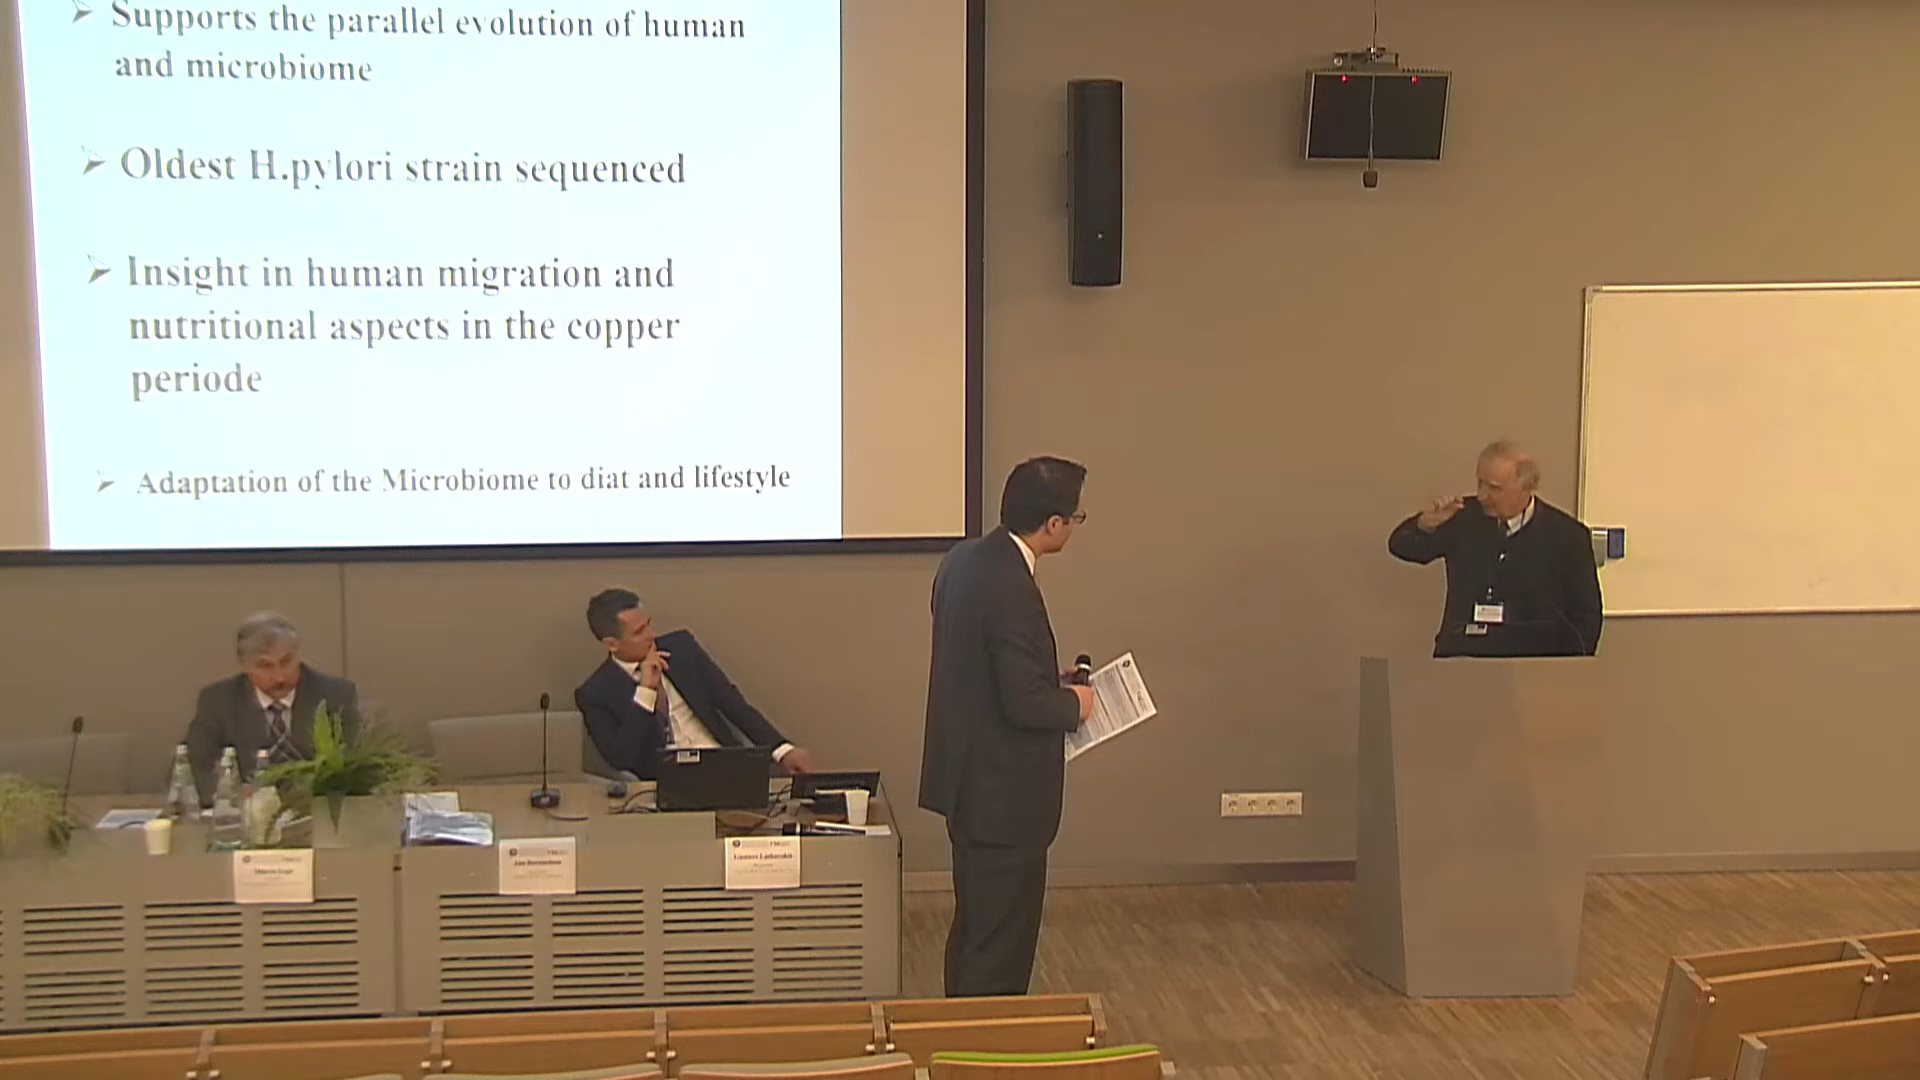 Supports the parallel evolution of human
and microbiome
Oldest H.pylori strain sequenced
Insight in human migration and
nutritional aspects in the copper
periode
Adaptation of the Microbiome to diat and lifestyle